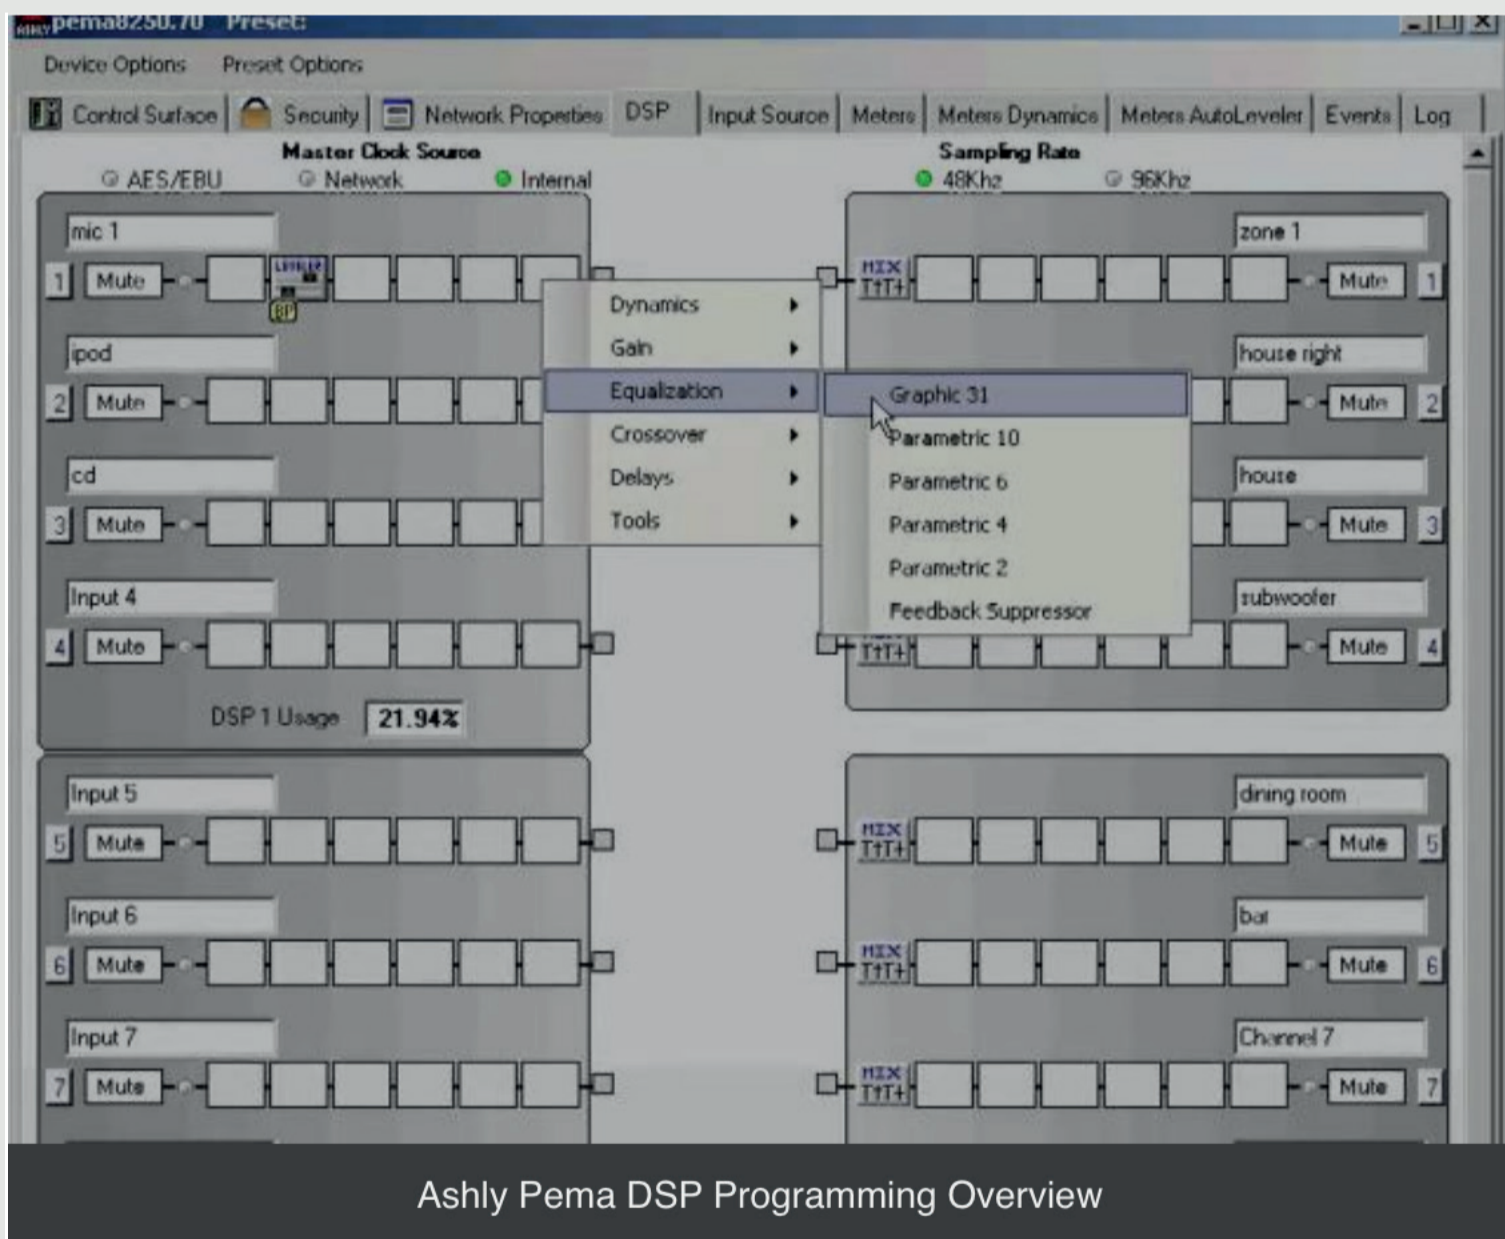 ASHLY pema8250.70 Preset:
Device Options Preset Options
Control Surface Security Network Properties DSP Input Source Meters Meters Dynamics Meters AutoLeveler Events Log
Master Clock Source Sampling Rate
AES/EBU Network Internal 48Khz 96Khz
mic 1 zone 1
1 Mute LEVELER MIX Mute 1
BP
Dynamics
ipod Gain house right
2 Mute Equalization Graphic 31 Mute 2
Crossover Parametric 10
cd Delays Parametric 6 house
3 Mute Tools Parametric 4 Mute 3
Parametric 2
Input 4 Feedback Suppressor subwoofer
4 Mute Mute 4
DSP 1 Usage 21.94%
Input 5 dining room
5 Mute MIX Mute 5
Input 6 bar
6 Mute MIX Mute 6
Input 7 Channel 7
7 Mute MIX Mute 7
Ashly Pema DSP Programming Overview